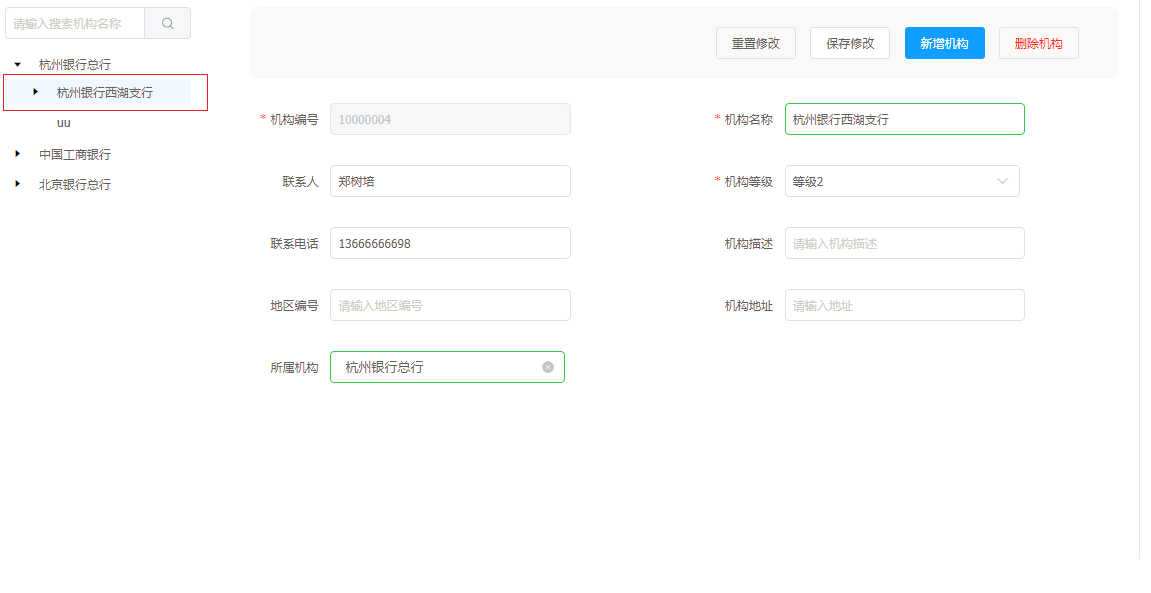 请输入搜索机构名称
杭州银行总行
杭州银行西湖支行
uu
中国工商银行
北京银行总行
重置修改 保存修改 新增机构 删除机构
* 机构编号 10000004 * 机构名称 杭州银行西湖支行
联系人 郑树培 * 机构等级 等级2
联系电话 13666666698 机构描述 请输入机构描述
地区编号 请输入地区编号 机构地址 请输入地址
所属机构 杭州银行总行